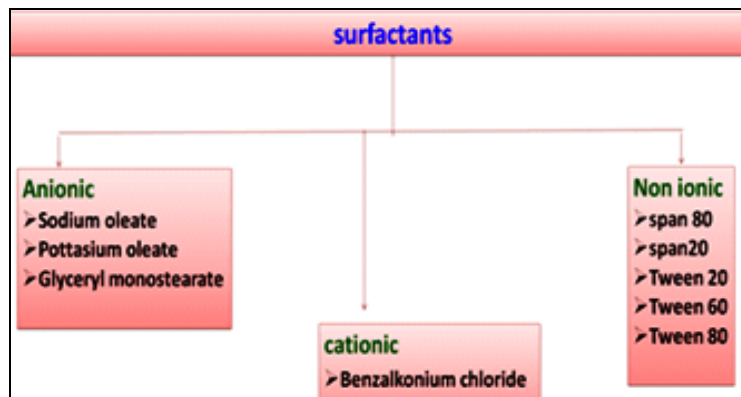 surfactants
Anionic
➢Sodium oleate
➢Pottasium oleate
➢Glyceryl monostearate
cationic
➢Benzalkonium chloride
Non ionic
➢span 80
➢span20
➢Tween 20
➢Tween 60
➢Tween 80